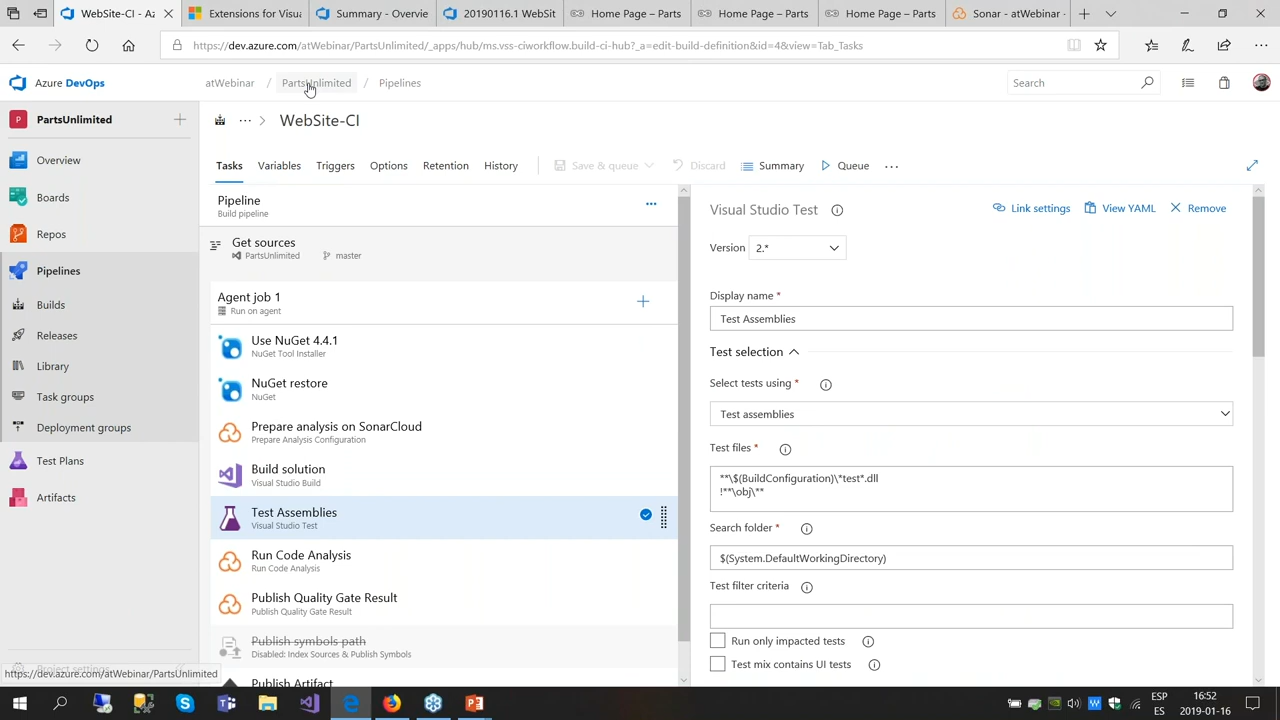 WebSite-CI - Az
Extensions for Visua
Summary - Overvie
20190116.1 WebSit
Home Page – Parts
Home Page – Parts
Home Page – Parts
Sonar - atWebinar -
https://dev.azure.com/atWebinar/PartsUnlimited/_apps/hub/ms.vss-ciworkflow.build-ci-hub?_a=edit-build-definition&id=4&view=Tab_Tasks
Azure DevOps
atWebinar / PartsUnlimited / Pipelines
Search
P
PartsUnlimited
Overview
Boards
Repos
Pipelines
Builds
Releases
Library
Task groups
Deployment groups
Test Plans
Artifacts
Project settings
https://dev.azure.com/atWebinar/PartsUnlimited
... > WebSite-CI
Tasks Variables Triggers Options Retention History
Save & queue Discard Summary Queue ...
Pipeline
Build pipeline
Get sources
PartsUnlimited master
Agent job 1
Run on agent
Use NuGet 4.4.1
NuGet Tool Installer
NuGet restore
NuGet
Prepare analysis on SonarCloud
Prepare Analysis Configuration
Build solution
Visual Studio Build
Test Assemblies
Visual Studio Test
Run Code Analysis
Run Code Analysis
Publish Quality Gate Result
Publish Quality Gate Result
Publish symbols path
Disabled: Index Sources & Publish Symbols
Publish Artifact
Visual Studio Test
Link settings View YAML Remove
Version 2.*
Display name *
Test Assemblies
Test selection
Select tests using *
Test assemblies
Test files *
**\$(BuildConfiguration)\*test*.dll
!**\obj\**
Search folder *
$(System.DefaultWorkingDirectory)
Test filter criteria
Run only impacted tests
Test mix contains UI tests
ESP
ES
16:52
2019-01-16